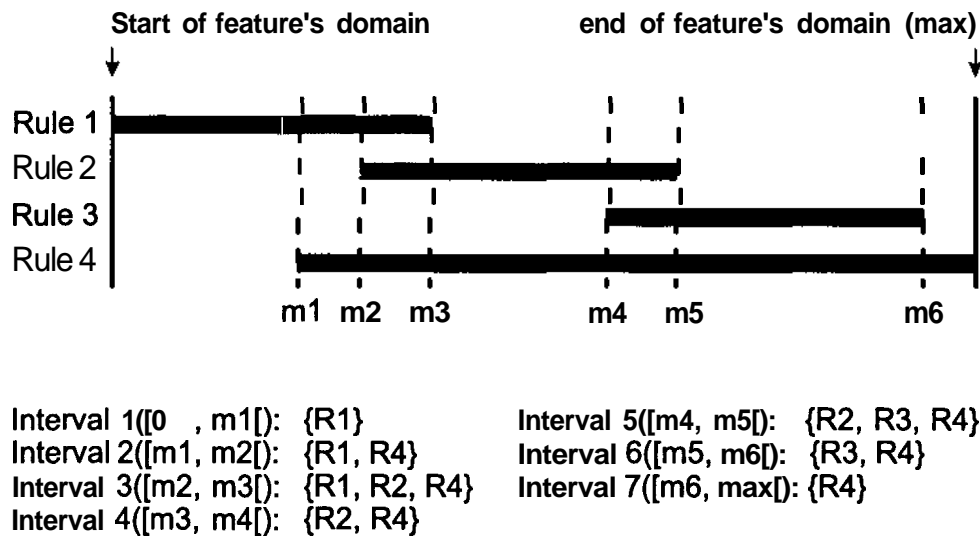 Start of feature's domain
end of feature's domain (max)
Rule 1
Rule 2
Rule 3
Rule 4
m1 m2 m3 m4 m5 m6
Interval 1([0 , m1[): {R1}
Interval 2([m1, m2[): {R1, R4}
Interval 3([m2, m3[): {R1, R2, R4}
Interval 4([m3, m4[): {R2, R4}
Interval 5([m4, m5[): {R2, R3, R4}
Interval 6([m5, m6[): {R3, R4}
Interval 7([m6, max[): {R4}